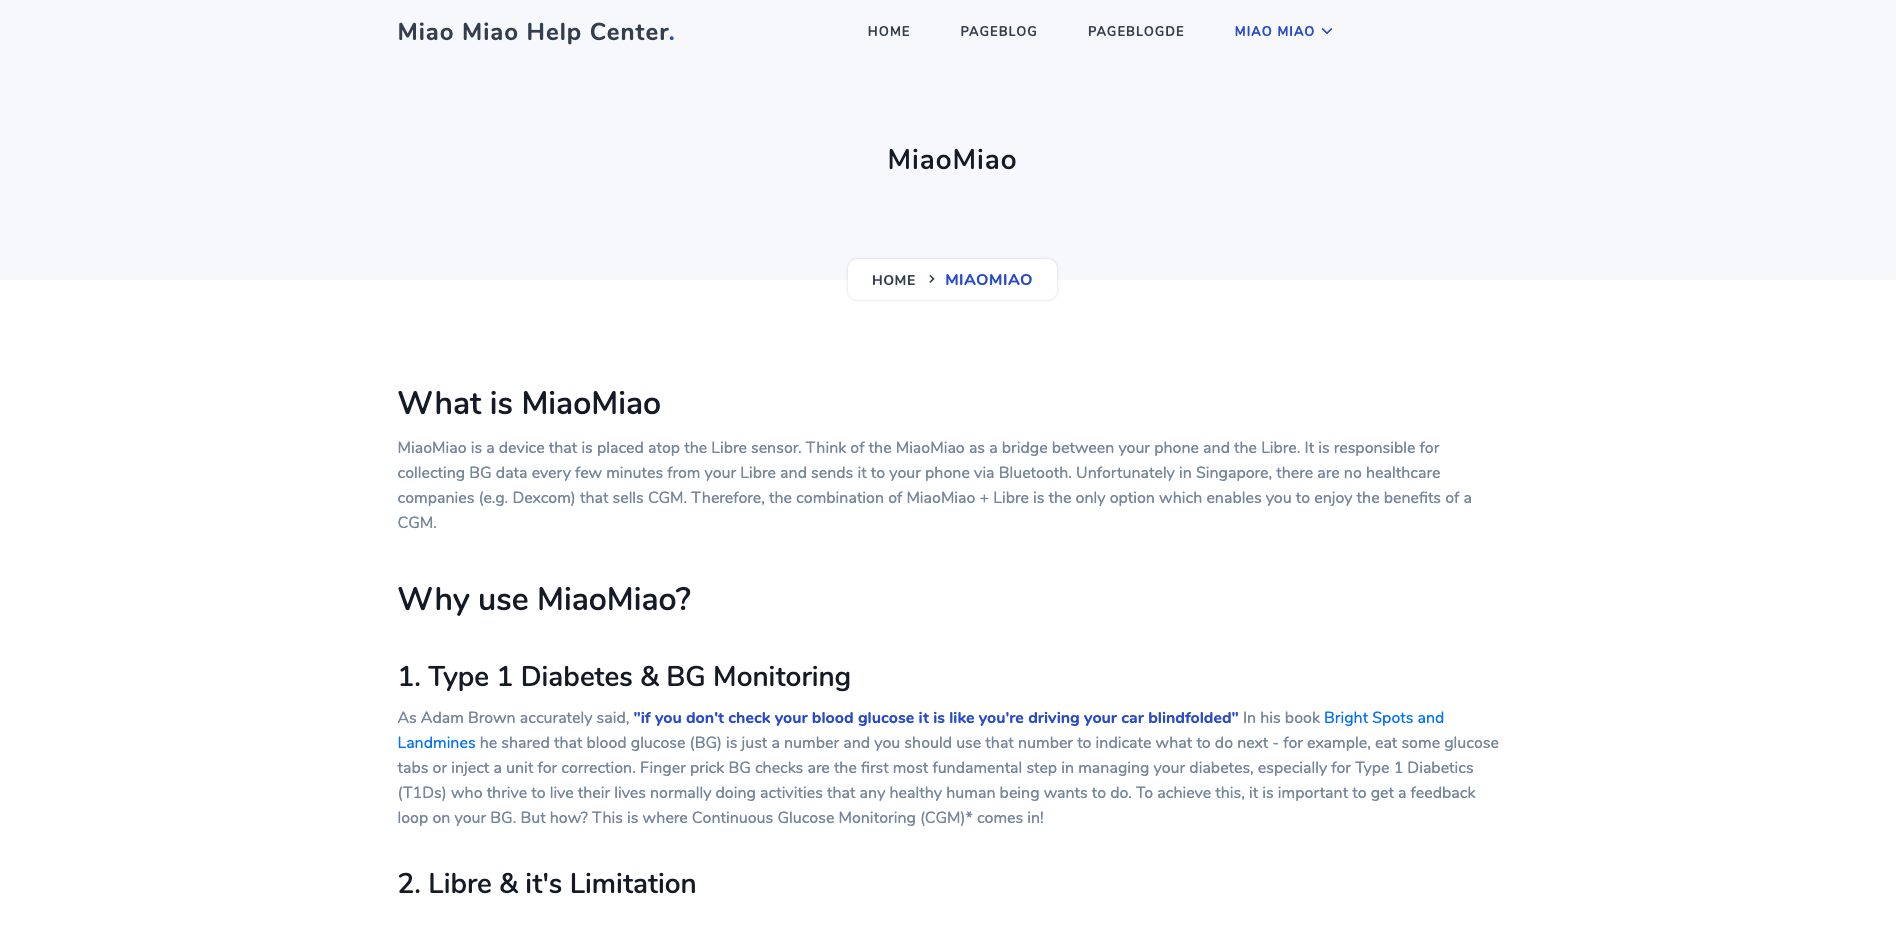 Miao Miao Help Center.
HOME
PAGEBLOG
PAGEBLOGDE
MIAO MIAO
MiaoMiao
HOME > MIAOMIAO
What is MiaoMiao
MiaoMiao is a device that is placed atop the Libre sensor. Think of the MiaoMiao as a bridge between your phone and the Libre. It is responsible for
collecting BG data every few minutes from your Libre and sends it to your phone via Bluetooth. Unfortunately in Singapore, there are no healthcare
companies (e.g. Dexcom) that sells CGM. Therefore, the combination of MiaoMiao + Libre is the only option which enables you to enjoy the benefits of a
CGM.
Why use MiaoMiao?
1. Type 1 Diabetes & BG Monitoring
As Adam Brown accurately said, "if you don't check your blood glucose it is like you're driving your car blindfolded" In his book Bright Spots and
Landmines he shared that blood glucose (BG) is just a number and you should use that number to indicate what to do next - for example, eat some glucose
tabs or inject a unit for correction. Finger prick BG checks are the first most fundamental step in managing your diabetes, especially for Type 1 Diabetics
(T1Ds) who thrive to live their lives normally doing activities that any healthy human being wants to do. To achieve this, it is important to get a feedback
loop on your BG. But how? This is where Continuous Glucose Monitoring (CGM)* comes in!
2. Libre & it's Limitation